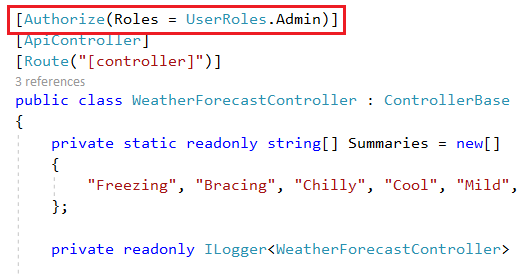 [Authorize(Roles = UserRoles.Admin)]
[ApiController]
[Route("[controller]")]
3 references
public class WeatherForecastController : ControllerBase
{
private static readonly string[] Summaries = new[]
{
"Freezing", "Bracing", "Chilly", "Cool", "Mild",
};
private readonly ILogger<WeatherForecastController>